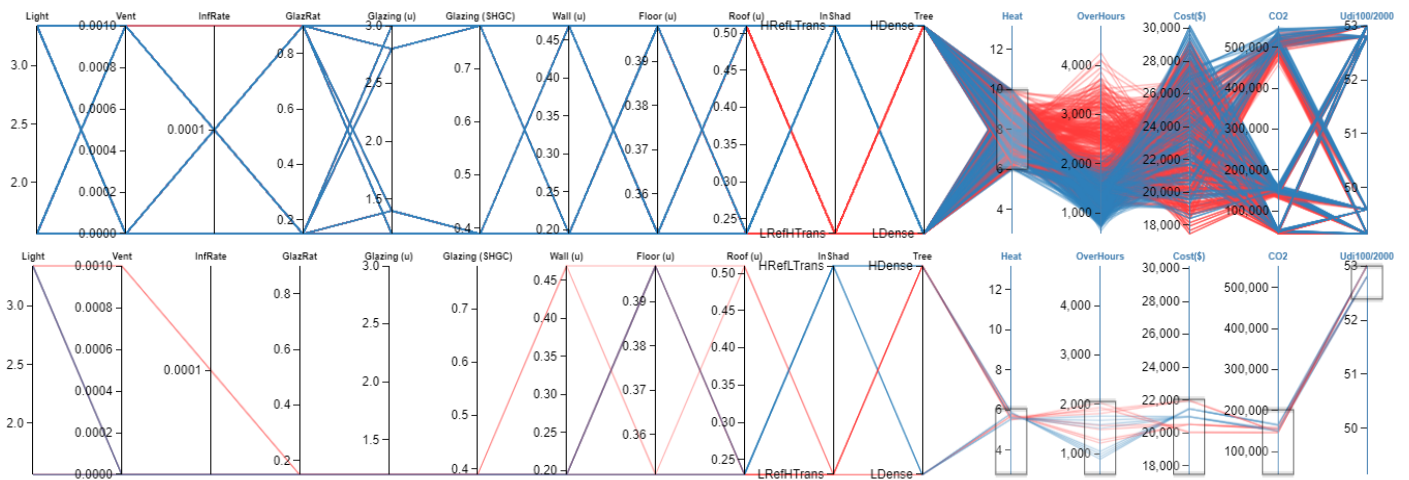 Light Vent InfRate GlazRat Glazing (u) Glazing (SHGC) Wall (u) Floor (u) Roof (u) InShad Tree Heat OverHours Cost($) CO2 Udi100/2000
0.0010 3.0 HRefLTrans HDense 30,000 53
0.45 0.50 12 500,000
3.0 0.0008 0.8 0.7 0.40 0.39 0.45 4,000 28,000
2.5 400,000 52
2.5 0.0006 0.6 0.6 0.35 0.38 0.40 10 26,000
0.0001 2.0 0.30 0.35 8 3,000 24,000 300,000 51
2.0 0.0004 0.4 0.5 0.37 22,000
0.0002 1.5 0.25 0.36 0.30 6 2,000 20,000 200,000 50
0.2 0.4 0.20 0.25 4 1,000 18,000 100,000
0.0000 LRefHTrans LDense
Light Vent InfRate GlazRat Glazing (u) Glazing (SHGC) Wall (u) Floor (u) Roof (u) InShad Tree Heat OverHours Cost($) CO2 Udi100/2000
0.0010 3.0 HRefLTrans HDense 30,000 53
0.45 0.50 12 500,000
3.0 0.0008 0.8 0.7 0.40 0.39 0.45 4,000 28,000
2.5 400,000 52
2.5 0.0006 0.6 0.6 0.35 0.38 0.40 10 26,000
0.0001 2.0 0.30 0.35 8 3,000 24,000 300,000 51
2.0 0.0004 0.4 0.5 0.37 22,000
0.0002 1.5 0.25 0.36 0.30 6 2,000 20,000 200,000 50
0.2 0.4 0.20 0.25 4 1,000 18,000 100,000
0.0000 LRefHTrans LDense